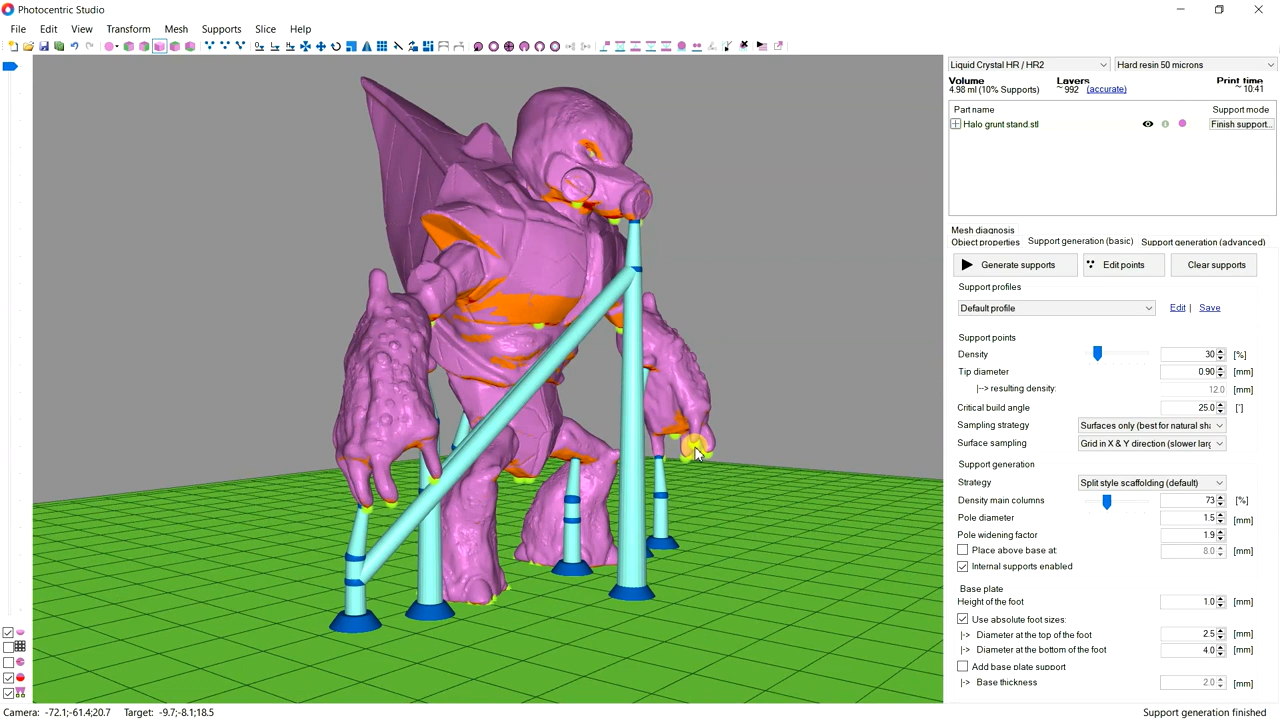 Photocentric Studio
File Edit View Transform Mesh Supports Slice Help
Liquid Crystal HR / HR2 Hard resin 50 microns
Volume Layers Print time
4.98 ml (10% Supports) ~ 992 (accurate) ~ 10:41
Part name Support mode
Halo grunt stand.stl Finish support...
Mesh diagnosis
Object properties Support generation (basic) Support generation (advanced)
Generate supports Edit points Clear supports
Support profiles
Default profile Edit | Save
Support points
Density 30 [%]
Tip diameter 0.90 [mm]
|--> resulting density: 12.0 [mm]
Critical build angle 25.0 [°]
Sampling strategy Surfaces only (best for natural sha
Surface sampling Grid in X & Y direction (slower larg
Support generation
Strategy Split style scaffolding (default)
Density main columns 73 [%]
Pole diameter 1.5 [mm]
Pole widening factor 1.9 [mm]
Place above base at: 8.0 [mm]
Internal supports enabled
Base plate
Height of the foot 1.0 [mm]
Use absolute foot sizes:
|-> Diameter at the top of the foot 2.5 [mm]
|-> Diameter at the bottom of the foot 4.0 [mm]
Add base plate support
|-> Base thickness 2.0 [mm]
Camera: -72.1;-61.4;20.7 Target: -9.7;-8.1;18.5 Support generation finished